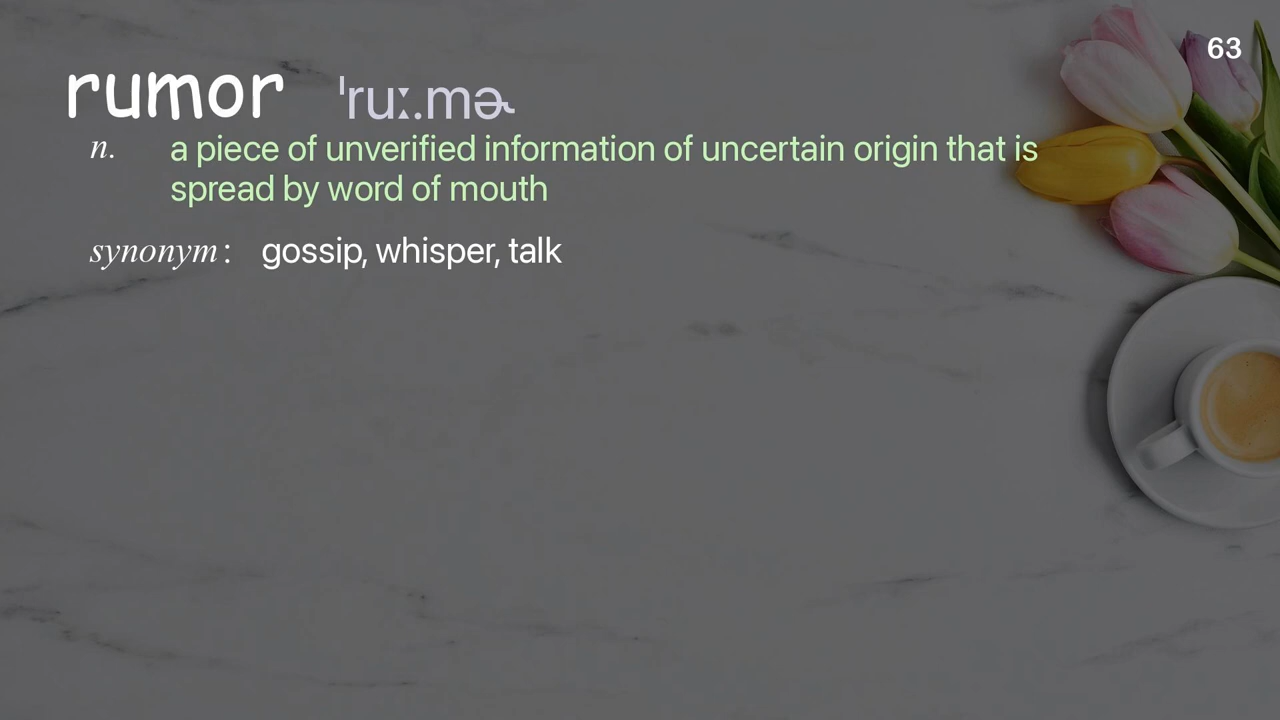 63
rumor ˈruː.mɚ
n. a piece of unverified information of uncertain origin that is
spread by word of mouth
synonym: gossip, whisper, talk